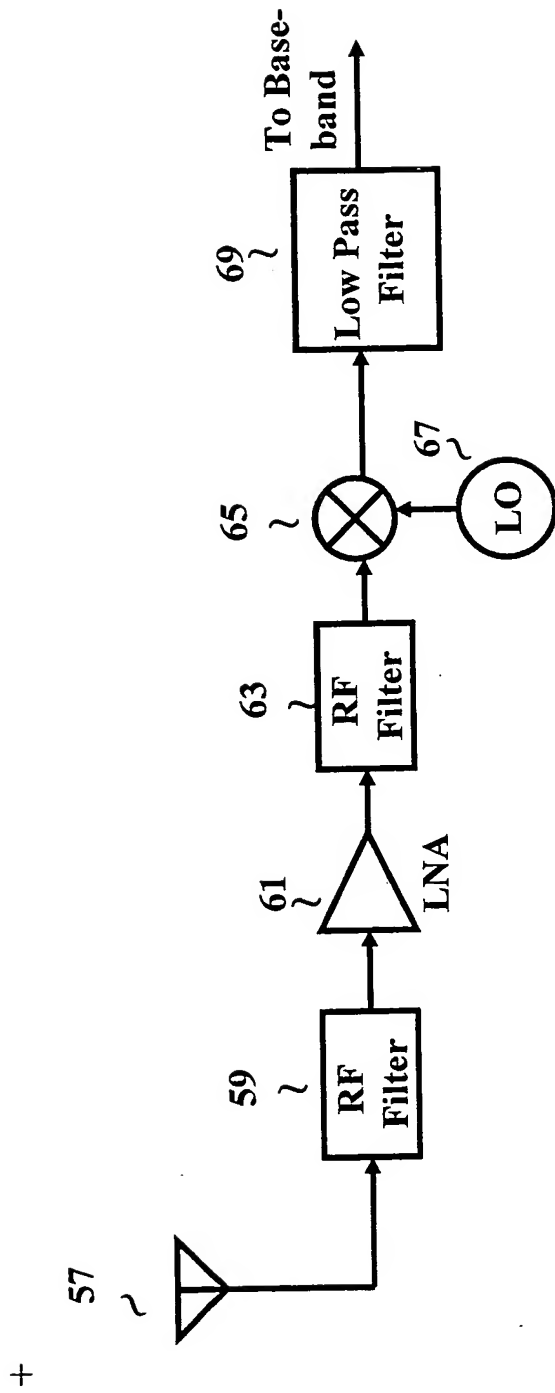 57
59
RF
Filter
61
LNA
63
RF
Filter
65
67
LO
69
Low Pass
Filter
To Base-
band
+